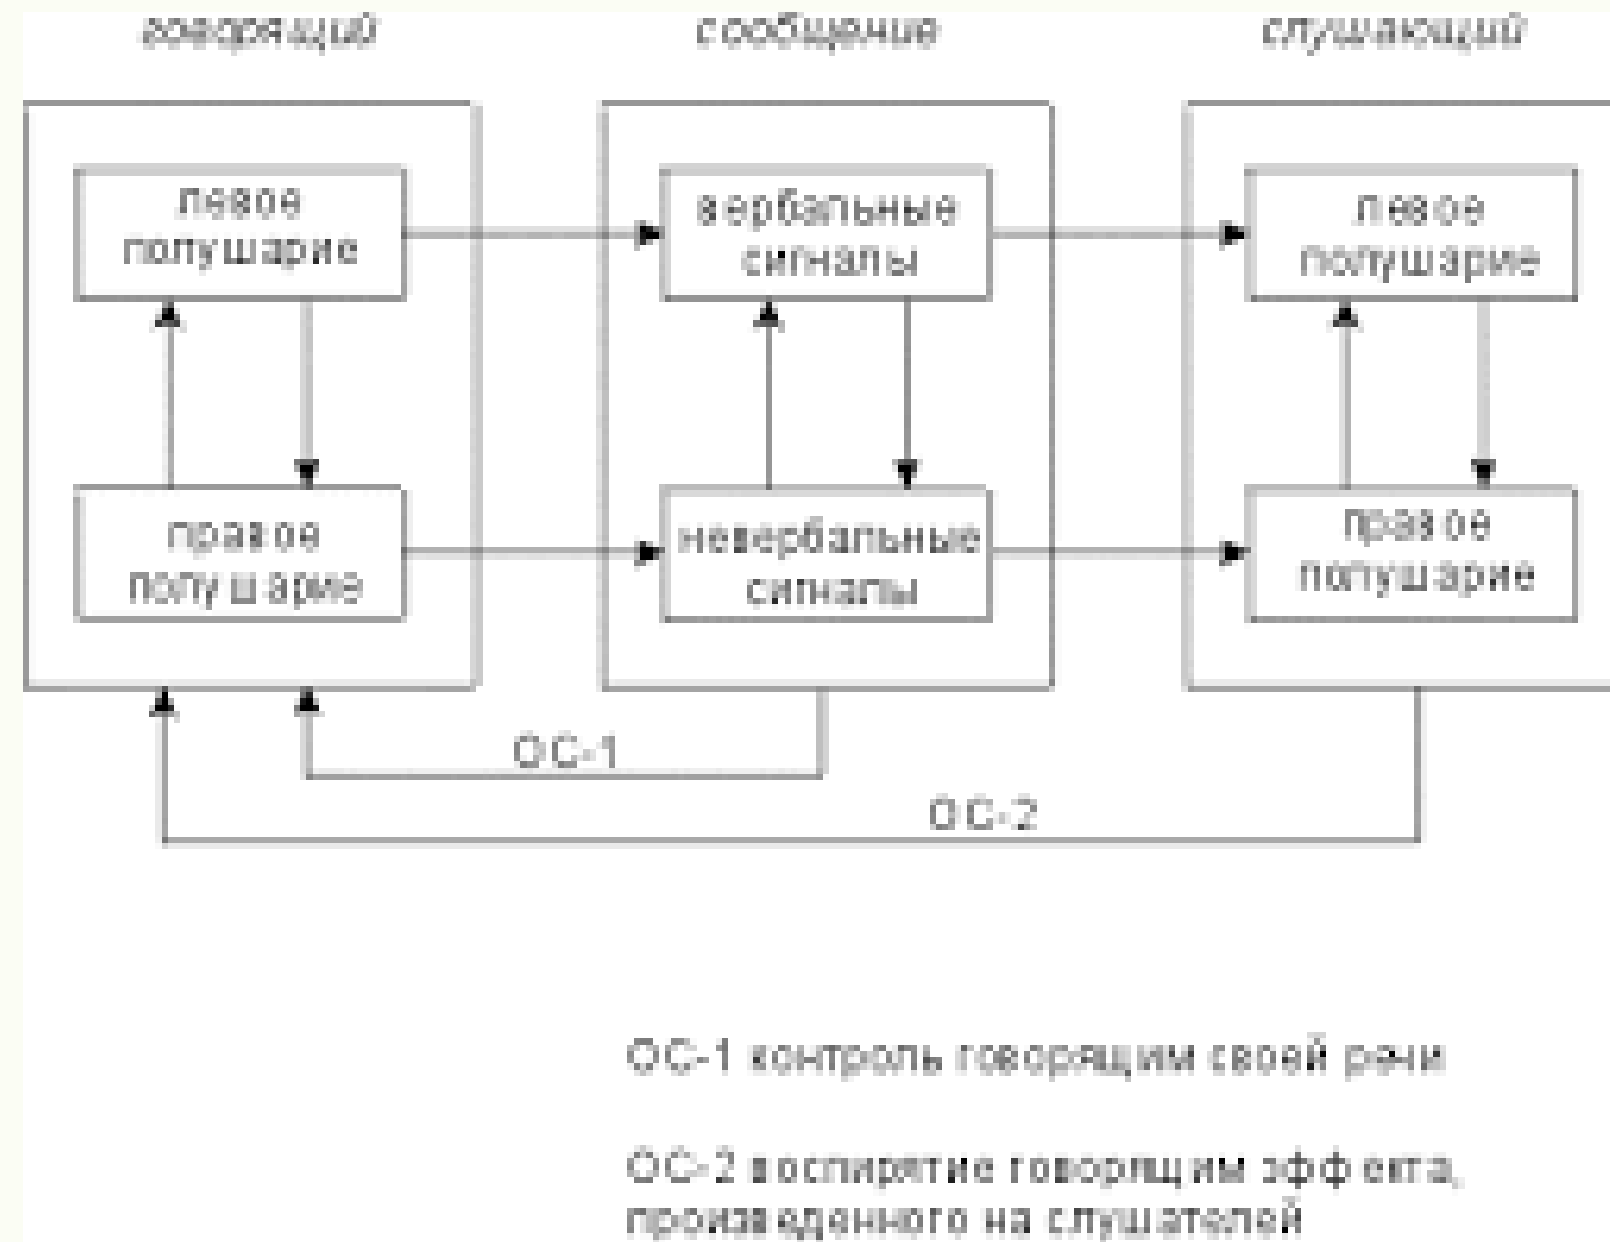 говорящий
сообщение
слушающий
левое
полушарие
вербальные
сигналы
левое
полушарие
правое
полушарие
невербальные
сигналы
правое
полушарие
ОС-1
ОС-2
ОС-1 контроль говорящим своей речи
ОС-2 воспирятие говорящим эффекта,
произведенного на слушателей